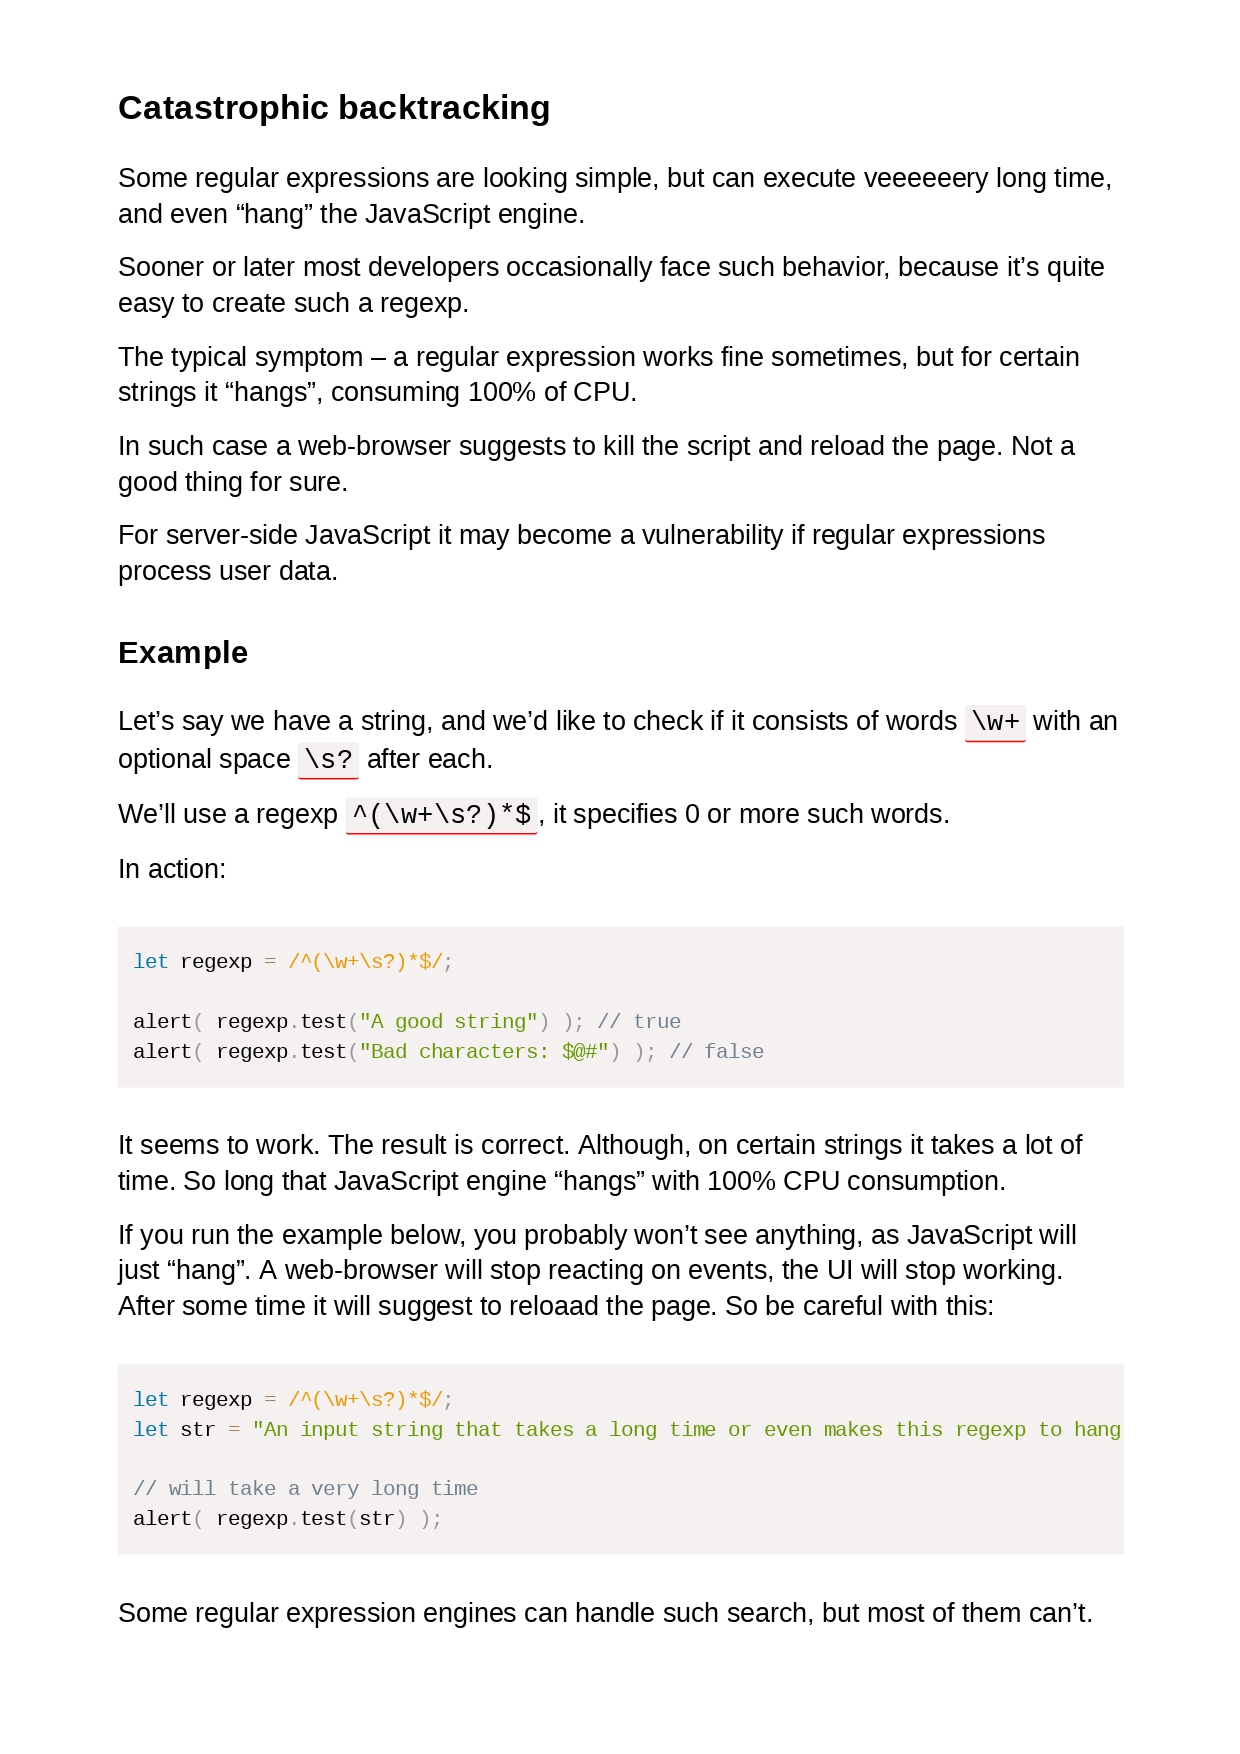 Catastrophic backtracking
Some regular expressions are looking simple, but can execute veeeeeery long time,
and even “hang” the JavaScript engine.
Sooner or later most developers occasionally face such behavior, because it’s quite
easy to create such a regexp.
The typical symptom – a regular expression works fine sometimes, but for certain
strings it “hangs”, consuming 100% of CPU.
In such case a web-browser suggests to kill the script and reload the page. Not a
good thing for sure.
For server-side JavaScript it may become a vulnerability if regular expressions
process user data.
Example
Let’s say we have a string, and we’d like to check if it consists of words \w+ with an
optional space \s? after each.
We’ll use a regexp ^(\w+\s?)*$, it specifies 0 or more such words.
In action:
let regexp = /^(\w+\s?)*$/;
alert( regexp.test("A good string") ); // true
alert( regexp.test("Bad characters: $@#") ); // false
It seems to work. The result is correct. Although, on certain strings it takes a lot of
time. So long that JavaScript engine “hangs” with 100% CPU consumption.
If you run the example below, you probably won’t see anything, as JavaScript will
just “hang”. A web-browser will stop reacting on events, the UI will stop working.
After some time it will suggest to reloaad the page. So be careful with this:
let regexp = /^(\w+\s?)*$/;
let str = "An input string that takes a long time or even makes this regexp to hang
// will take a very long time
alert( regexp.test(str) );
Some regular expression engines can handle such search, but most of them can’t.